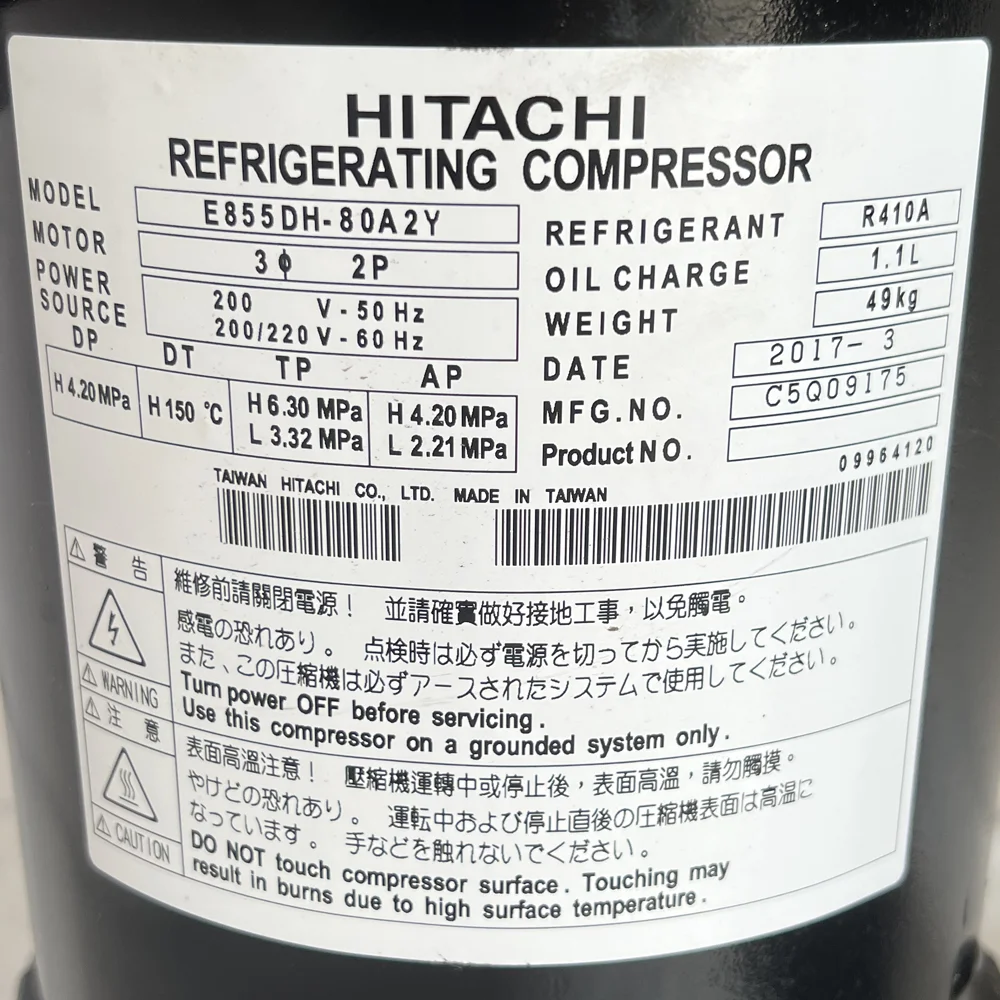 HITACHI
REFRIGERATING COMPRESSOR
MODEL E855DH-80A2Y
MOTOR 3ϕ 2P
POWER SOURCE 200 V - 50 Hz
200/220 V - 60 Hz
DP DT TP AP
H 4.20 MPa H 150 ℃ H 6.30 MPa H 4.20 MPa
L 3.32 MPa L 2.21 MPa
REFRIGERANT R410A
OIL CHARGE 1.1L
WEIGHT 49kg
DATE 2017- 3
MFG.NO. C5Q09175
Product NO.
09964120
TAIWAN HITACHI CO., LTD. MADE IN TAIWAN
⚠警告
維修前請關閉電源！ 並請確實做好接地工事，以免觸電。
感電の恐れあり。 点検時は必ず電源を切ってから実施してください。
また、この圧縮機は必ずアースされたシステムで使用してください。
⚠WARNING
Turn power OFF before servicing.
Use this compressor on a grounded system only.
⚠注意
表面高溫注意！ 壓縮機運轉中或停止後，表面高溫，請勿觸摸。
やけどの恐れあり。 運転中および停止直後の圧縮機表面は高温に
なっています。 手などを触れないでください。
⚠CAUTION
DO NOT touch compressor surface. Touching may
result in burns due to high surface temperature.